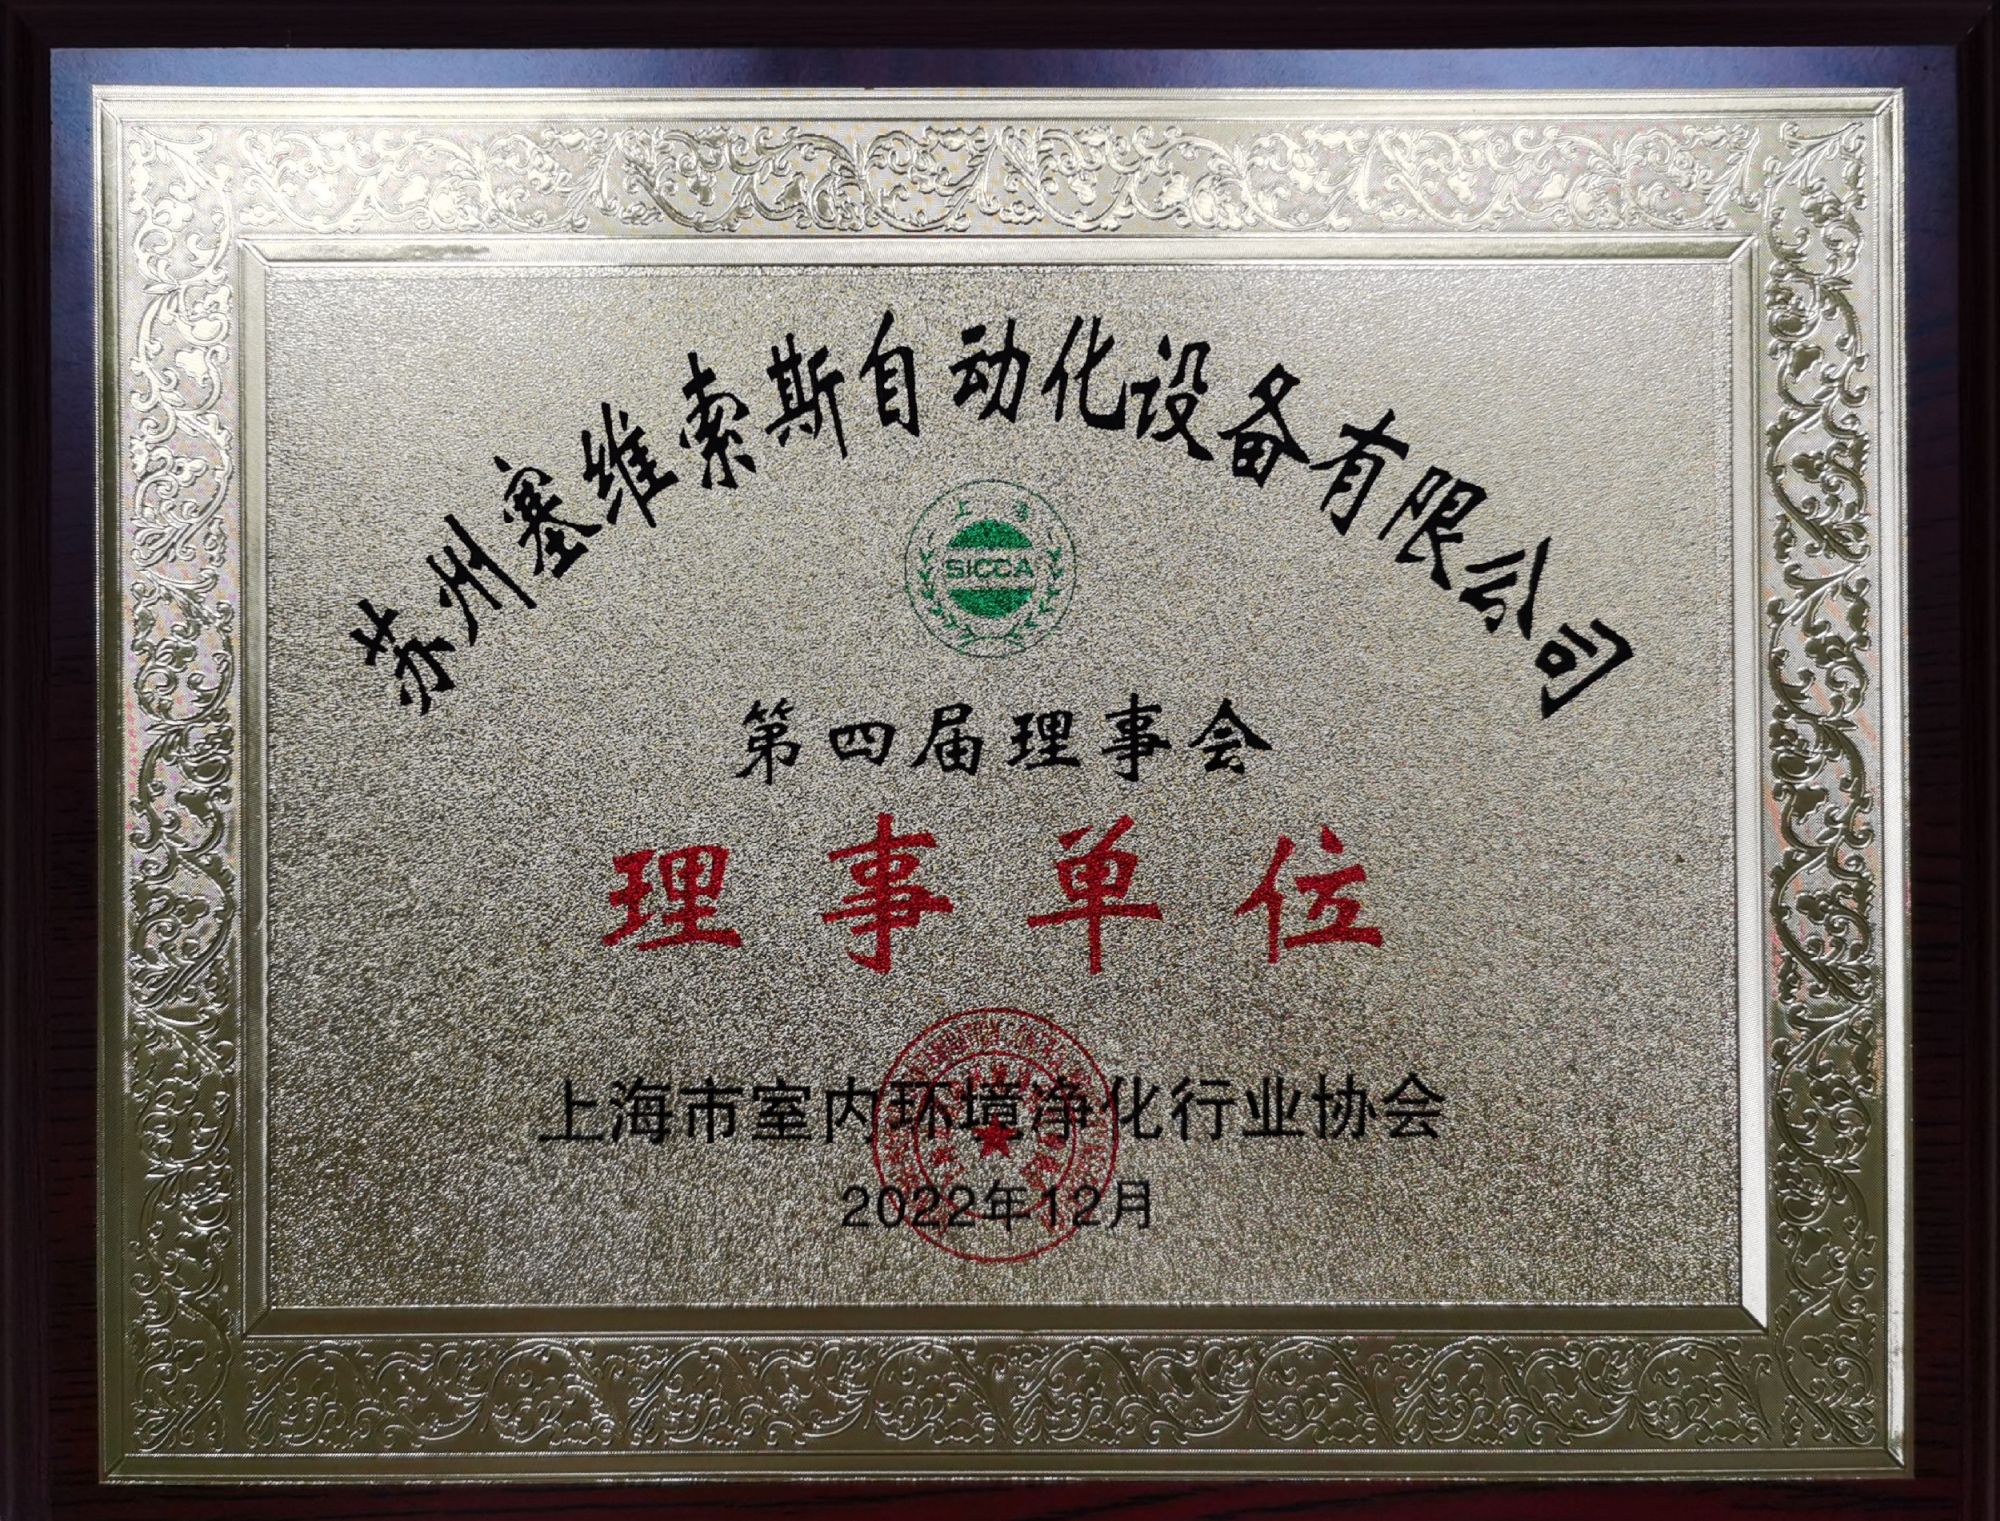 苏州塞维索斯自动化设备有限公司
上海
SICCA
第四届理事会
理事单位
上海市室内环境净化行业协会
2022年12月